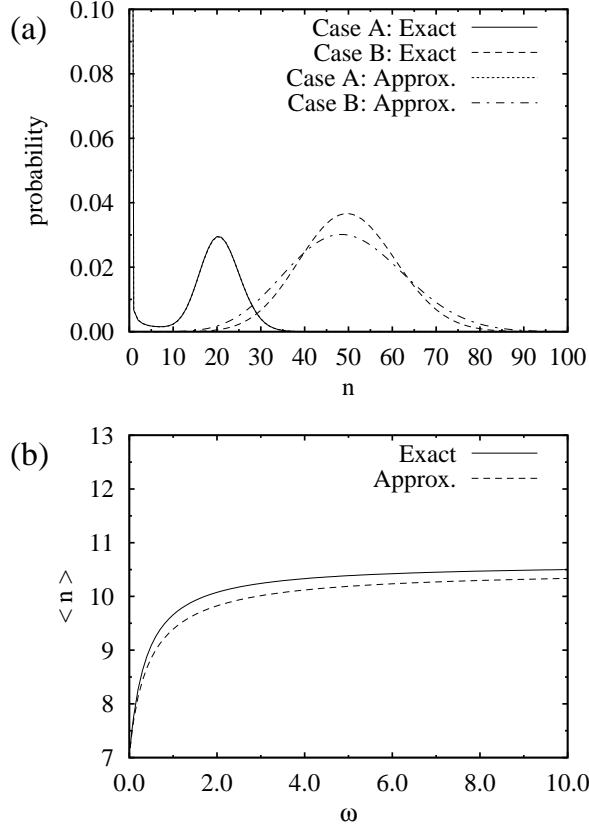 (a)
0.10
0.08
0.06
0.04
0.02
0.00
probability
Case A: Exact
Case B: Exact
Case A: Approx.
Case B: Approx.
0 10 20 30 40 50 60 70 80 90 100
n
(b)
13
12
11
10
9
8
7
< n >
Exact
Approx.
0.0 2.0 4.0 6.0 8.0 10.0
ω